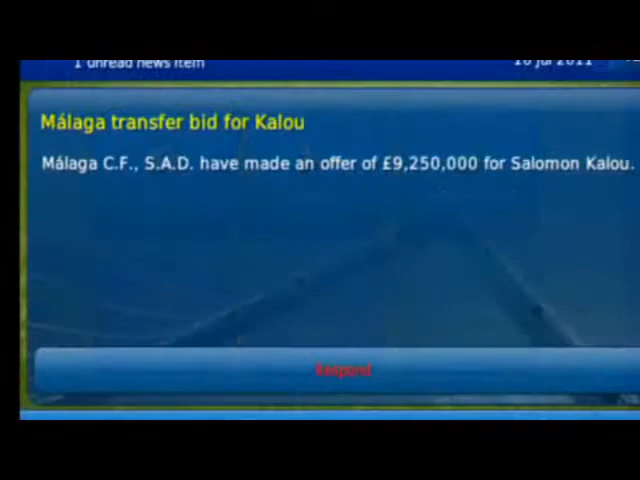 1 unread news item
Málaga transfer bid for Kalou
Málaga C.F., S.A.D. have made an offer of £9,250,000 for Salomon Kalou.
Respond